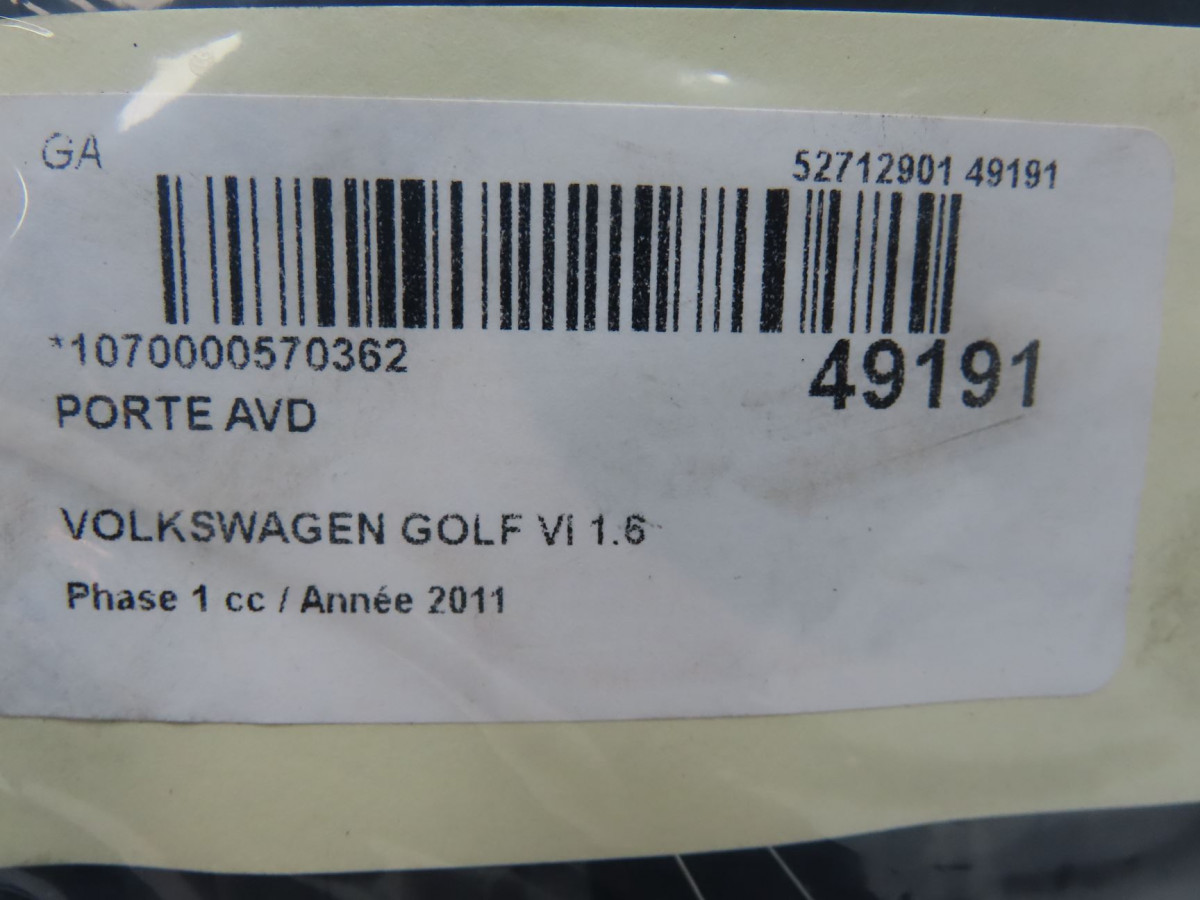 GA
52712901 49191
*1070000570362
49191
PORTE AVD
VOLKSWAGEN GOLF VI 1.6
Phase 1 cc / Année 2011